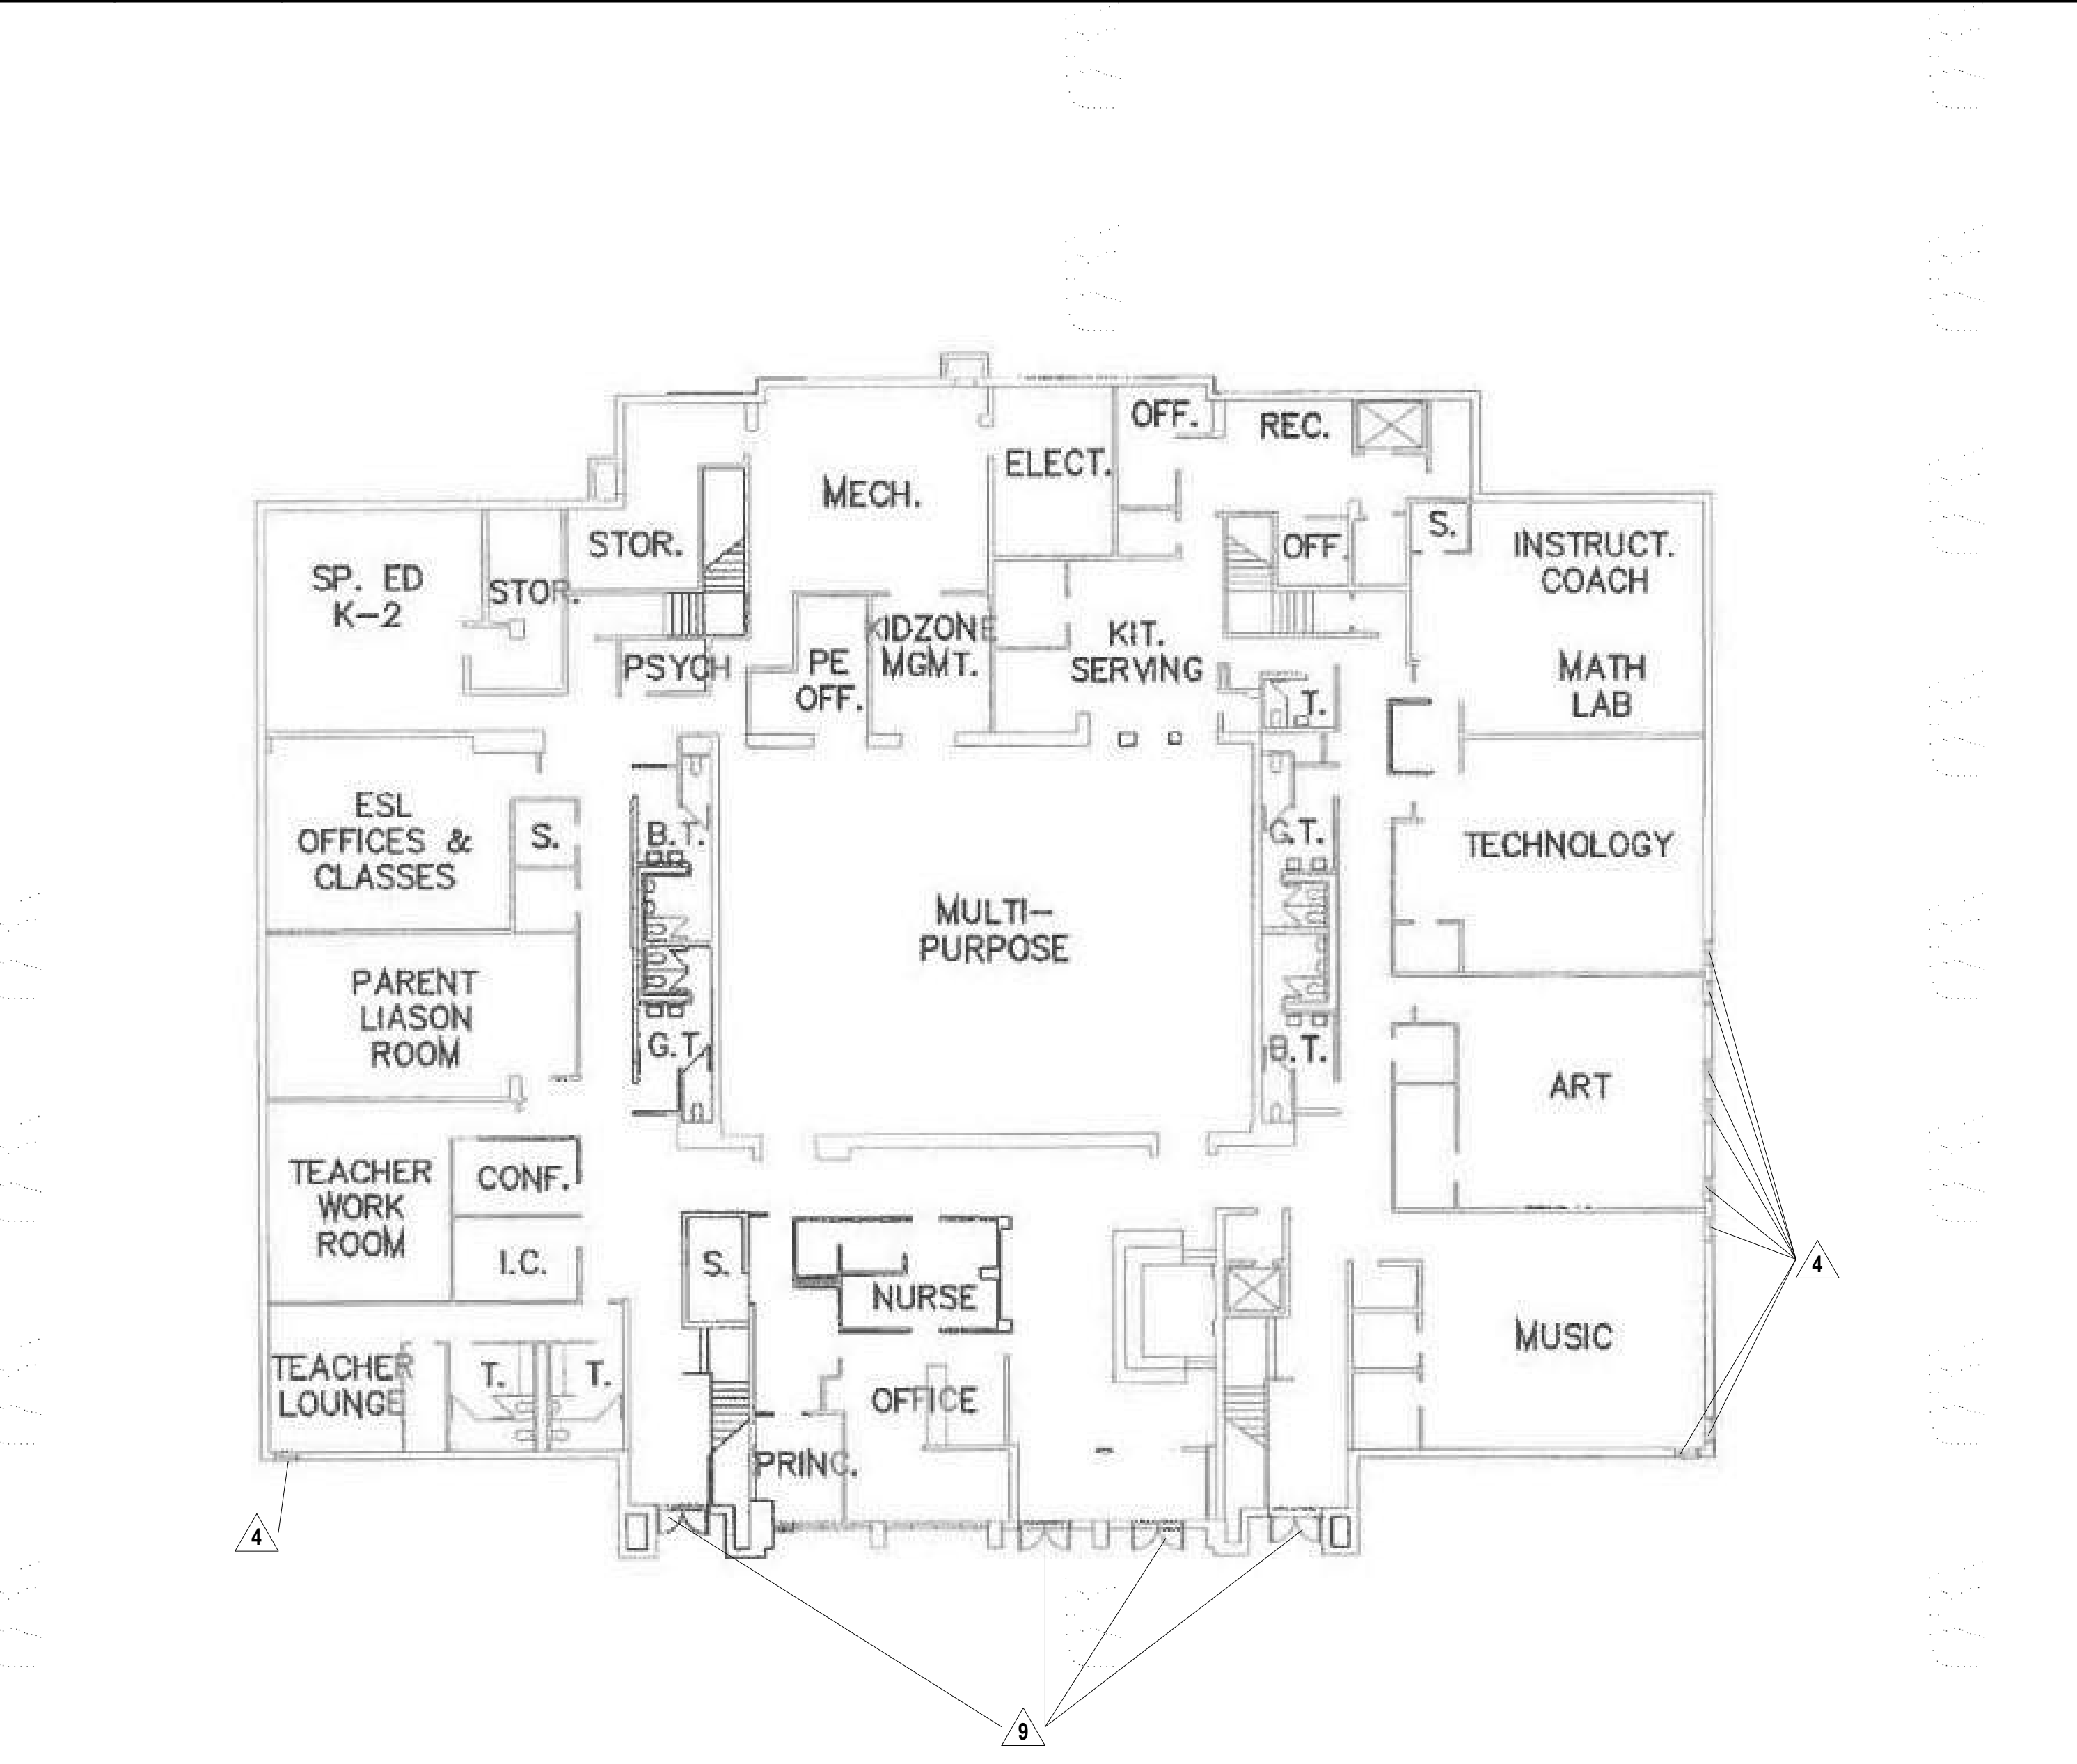 OFF.
REC.
ELECT.
MECH.
S.
STOR.
OFF.
INSTRUCT.
COACH
SP. ED
K-2
STOR.
KIDZONE
MGMT.
KIT.
SERVING
PSYCH
PE
OFF.
MATH
LAB
T.
ESL
OFFICES &
CLASSES
S.
B.T.
G.T.
TECHNOLOGY
MULTI-
PURPOSE
PARENT
LIASON
ROOM
G.T.
B.T.
ART
TEACHER
WORK
ROOM
CONF.
I.C.
S.
NURSE
4
MUSIC
TEACHER
LOUNGE
T.
T.
OFFICE
PRINC.
4
9